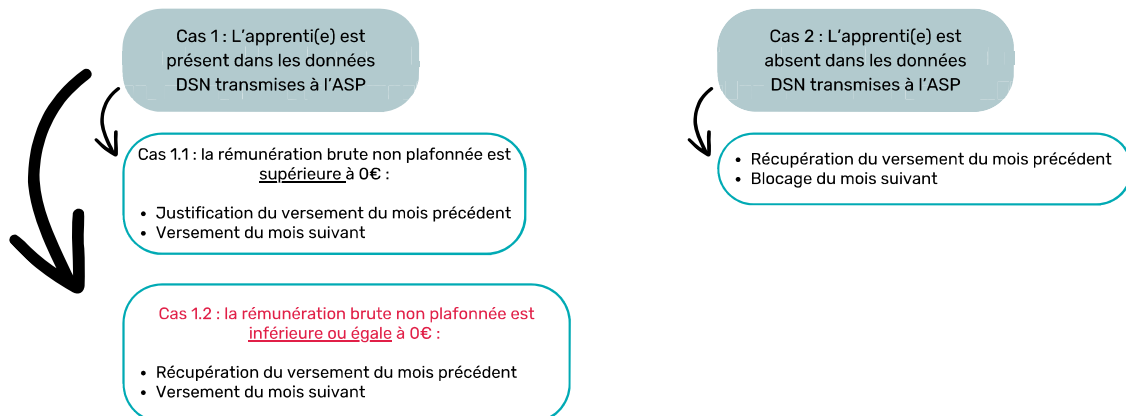 Cas 1 : L'apprenti(e) est
présent dans les données
DSN transmises à l'ASP
Cas 1.1 : la rémunération brute non plafonnée est
supérieure à 0€ :
• Justification du versement du mois précédent
• Versement du mois suivant
Cas 1.2 : la rémunération brute non plafonnée est
inférieure ou égale à 0€ :
• Récupération du versement du mois précédent
• Versement du mois suivant
Cas 2 : L'apprenti(e) est
absent dans les données
DSN transmises à l'ASP
• Récupération du versement du mois précédent
• Blocage du mois suivant